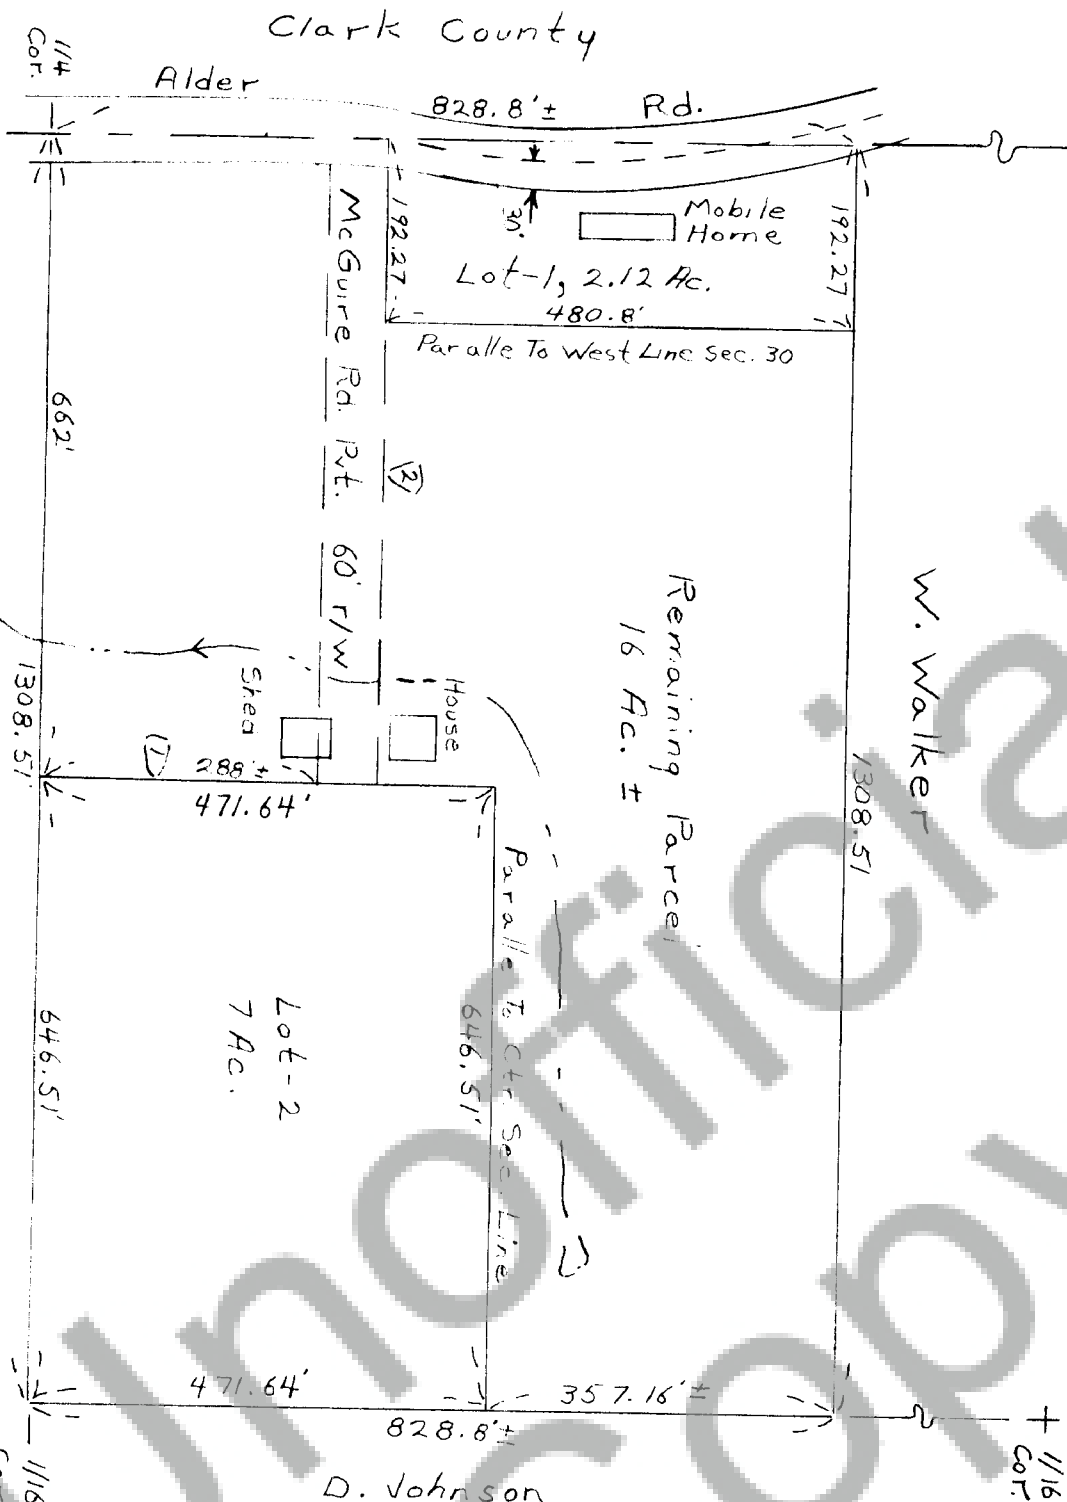 Clark County
1/4
Cor.
Alder
828.8'±
Rd.
McGuire Rd. Pvt. 60' r/w
192.27
30'
Mobile
Home
192.27
Lot-1, 2.12 Ac.
480.8'
Paralle To West Line Sec. 30
662'
(2)
W. Walker
Remaining Parcel
16 Ac. ±
Shed
House
1308.51'
288'±
471.64'
1308.51
Paralle To Ctr. Sec. Line
646.51'
Lot-2
7 Ac.
646.51'
471.64'
357.16'±
828.8'±
1/16
1/16
Cor.
D. Johnson
Unofficial
Copy